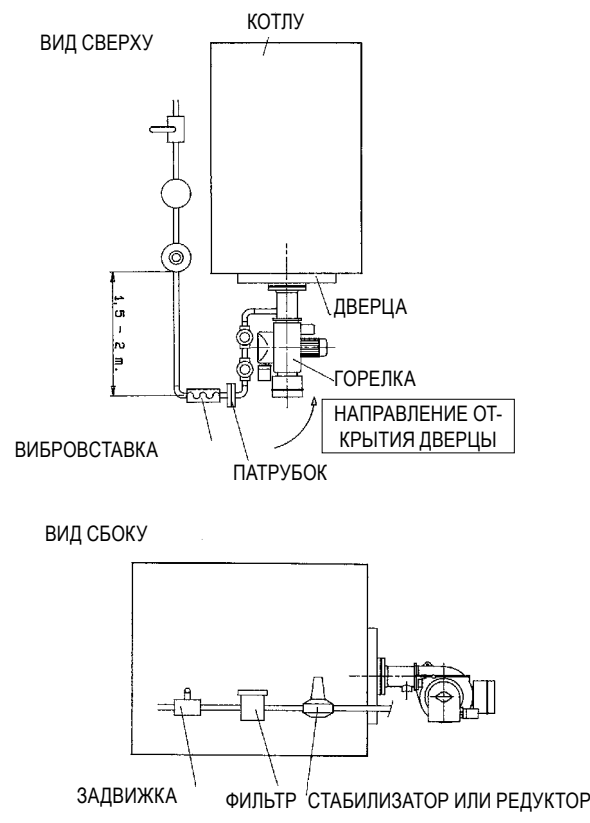 КОТЛУ
ВИД СВЕРХУ
ДВЕРЦА
1,5 - 2 m.
ГОРЕЛКА
НАПРАВЛЕНИЕ ОТ-
КРЫТИЯ ДВЕРЦЫ
ВИБРОВСТАВКА
ПАТРУБОК
ВИД СБОКУ
ЗАДВИЖКА
ФИЛЬТР
СТАБИЛИЗАТОР ИЛИ РЕДУКТОР